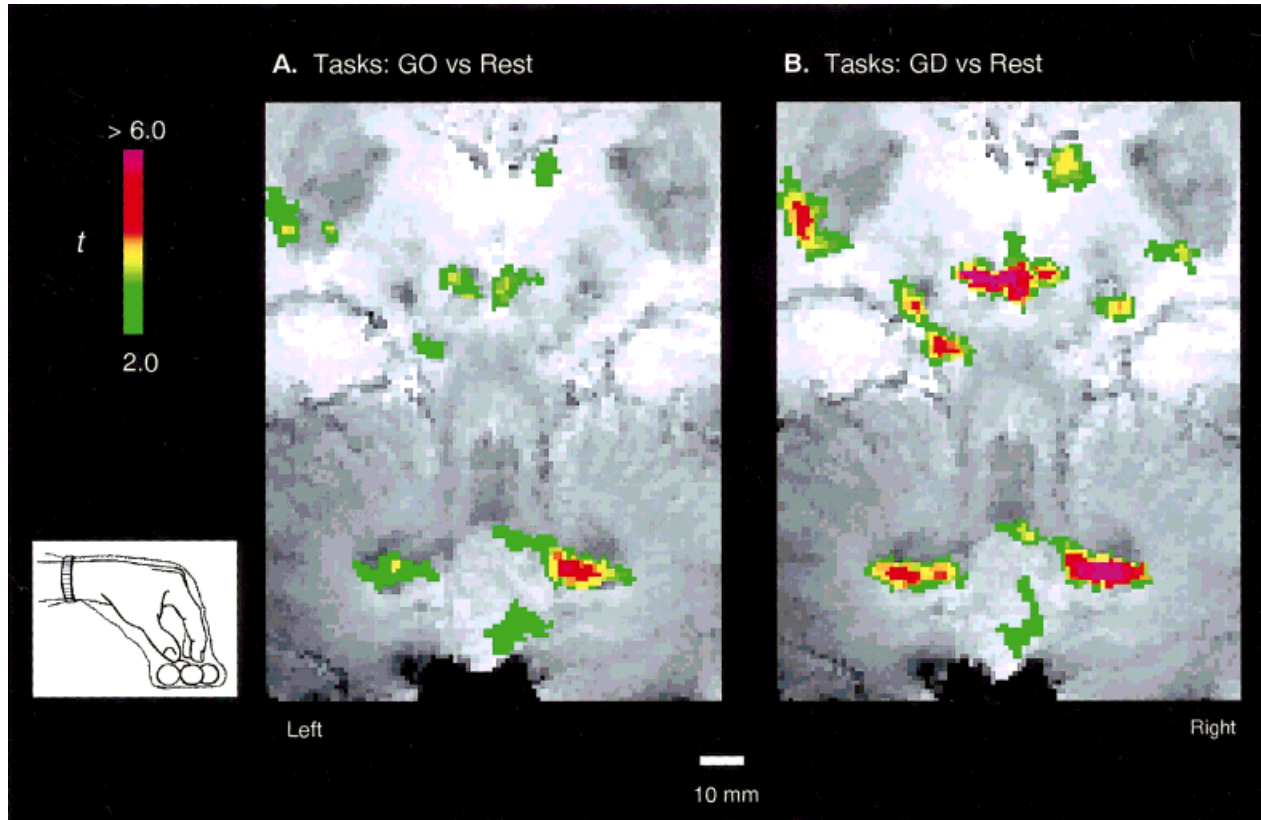 A. Tasks: GO vs Rest
B. Tasks: GD vs Rest
> 6.0
t
2.0
Left
Right
10 mm